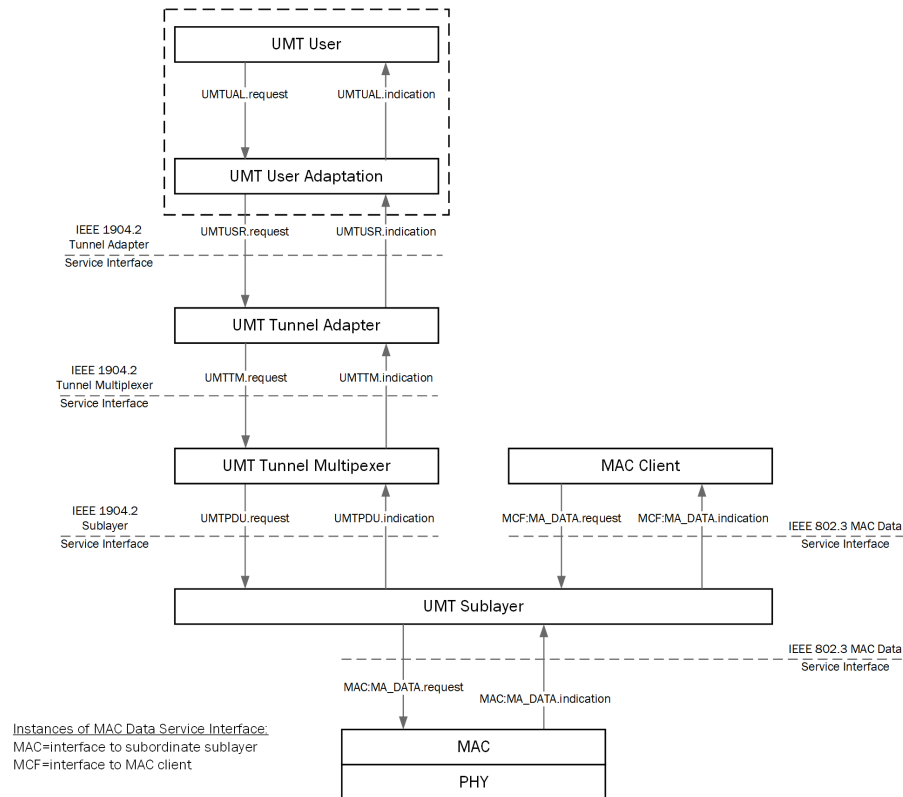 UMT User
UMTUAL.request
UMTUAL.indication
UMT User Adaptation
IEEE 1904.2
Tunnel Adapter
Service Interface
UMTUSR.request
UMTUSR.indication
UMT Tunnel Adapter
IEEE 1904.2
Tunnel Multiplexer
Service Interface
UMTTM.request
UMTTM.indication
UMT Tunnel Multipexer
MAC Client
IEEE 1904.2
Sublayer
Service Interface
UMTPDU.request
UMTPDU.indication
MCF:MA_DATA.request
MCF:MA_DATA.indication
IEEE 802.3 MAC Data
Service Interface
UMT Sublayer
IEEE 802.3 MAC Data
Service Interface
MAC:MA_DATA.request
MAC:MA_DATA.indication
Instances of MAC Data Service Interface:
MAC=interface to subordinate sublayer
MCF=interface to MAC client
MAC
PHY